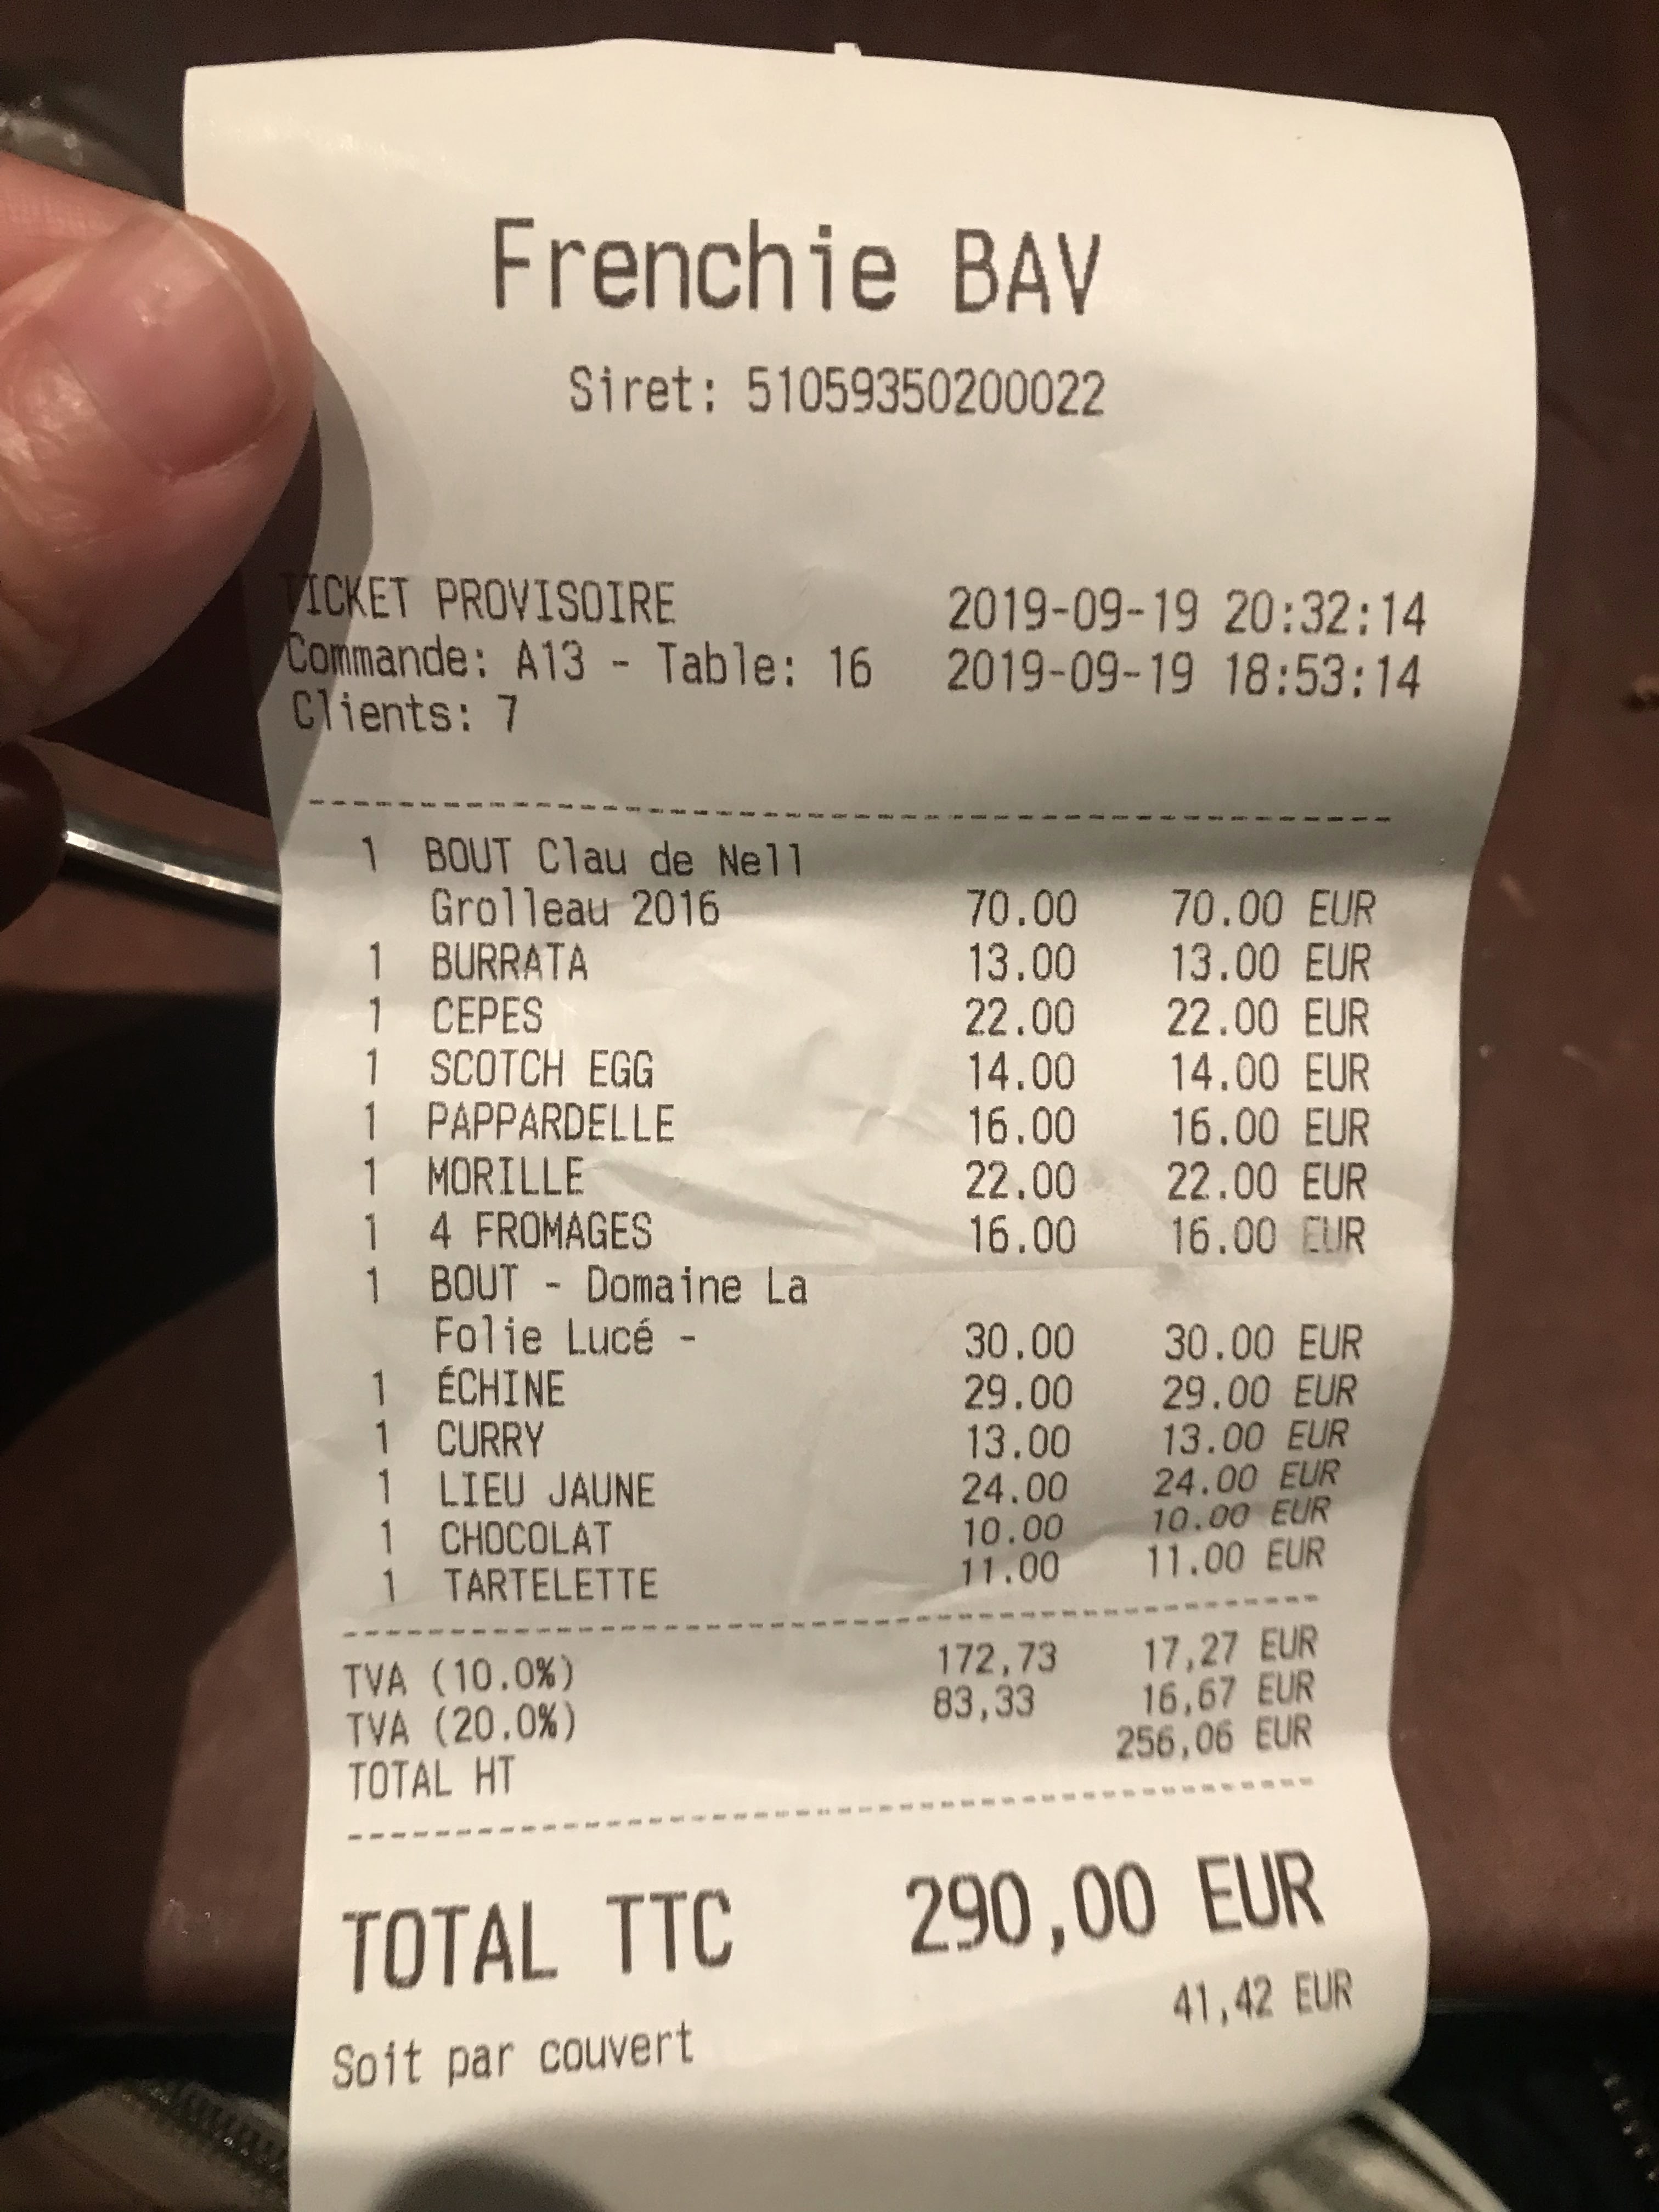 Frenchie BAV
Siret: 51059350200022
TICKET PROVISOIRE 2019-09-19 20:32:14
Commande: A13 - Table: 16 2019-09-19 18:53:14
Clients: 7
1 BOUT Clau de Nell
Grolleau 2016 70.00 70.00 EUR
1 BURRATA 13.00 13.00 EUR
1 CEPES 22.00 22.00 EUR
1 SCOTCH EGG 14.00 14.00 EUR
1 PAPPARDELLE 16.00 16.00 EUR
1 MORILLE 22.00 22.00 EUR
1 4 FROMAGES 16.00 16.00 EUR
1 BOUT - Domaine La
Folie Lucé - 30.00 30.00 EUR
1 ÉCHINE 29.00 29.00 EUR
1 CURRY 13.00 13.00 EUR
1 LIEU JAUNE 24.00 24.00 EUR
1 CHOCOLAT 10.00 10.00 EUR
1 TARTELETTE 11.00 11.00 EUR
TVA (10.0%) 172,73 17,27 EUR
TVA (20.0%) 83,33 16,67 EUR
TOTAL HT 256,06 EUR
TOTAL TTC 290,00 EUR
Soit par couvert 41,42 EUR